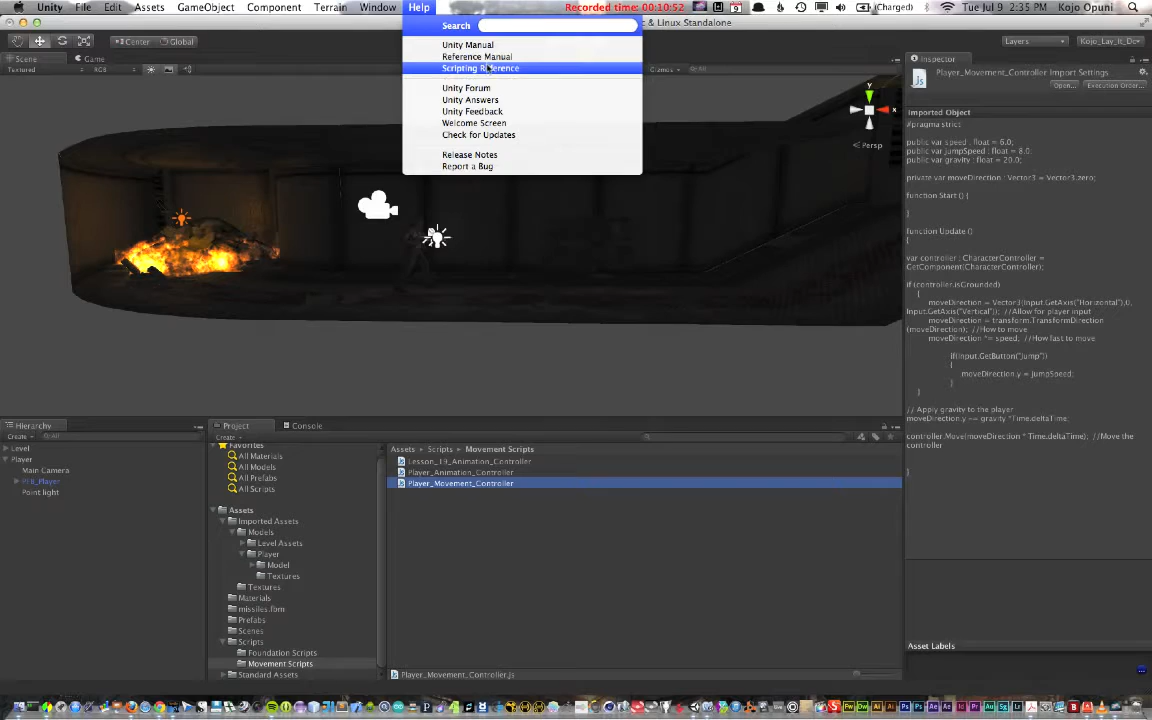 Unity File Edit Assets GameObject Component Terrain Window Help Recorded time: 00:10:52 (Charged) Tue Jul 9 2:35 PM Kojo Opuni
& Linux Standalone
Search
Center Global Layers Kojo_Lay_It_Do
Unity Manual
Reference Manual
Scripting Reference
Unity Forum
Unity Answers
Unity Feedback
Welcome Screen
Check for Updates
Release Notes
Report a Bug
Scene Game
Textured RGB Gizmos All
Y
X
Persp
Inspector
Player_Movement_Controller Import Settings
Open... Execution Order...
Imported Object
#pragma strict
public var speed : float = 6.0;
public var jumpSpeed : float = 8.0;
public var gravity : float = 20.0;
private var moveDirection : Vector3 = Vector3.zero;
function Start () {
}
function Update ()
{
var controller : CharacterController =
GetComponent(CharacterController);
if (controller.isGrounded)
{
moveDirection = Vector3(Input.GetAxis("Horizontal"),0,
Input.GetAxis("Vertical")); //Allow for player input
moveDirection = transform.TransformDirection
(moveDirection); //How to move
moveDirection *= speed; //How fast to move
if(Input.GetButton("Jump"))
{
moveDirection.y = jumpSpeed;
}
}
// Apply gravity to the player
moveDirection.y -= gravity *Time.deltaTime;
controller.Move(moveDirection * Time.deltaTime); //Move the
controller
}
Asset Labels
Hierarchy
Create All
Level
Player
Main Camera
PFB_Player
Point light
Project Console
Create
Favorites
All Materials
All Models
All Prefabs
All Scripts
Assets
Imported Assets
Models
Level Assets
Player
Model
Textures
Textures
Materials
missiles.fbm
Prefabs
Scenes
Scripts
Foundation Scripts
Movement Scripts
Standard Assets
Assets Scripts Movement Scripts
Lesson_19_Animation_Controller
Player_Animation_Controller
Player_Movement_Controller
Player_Movement_Controller.js